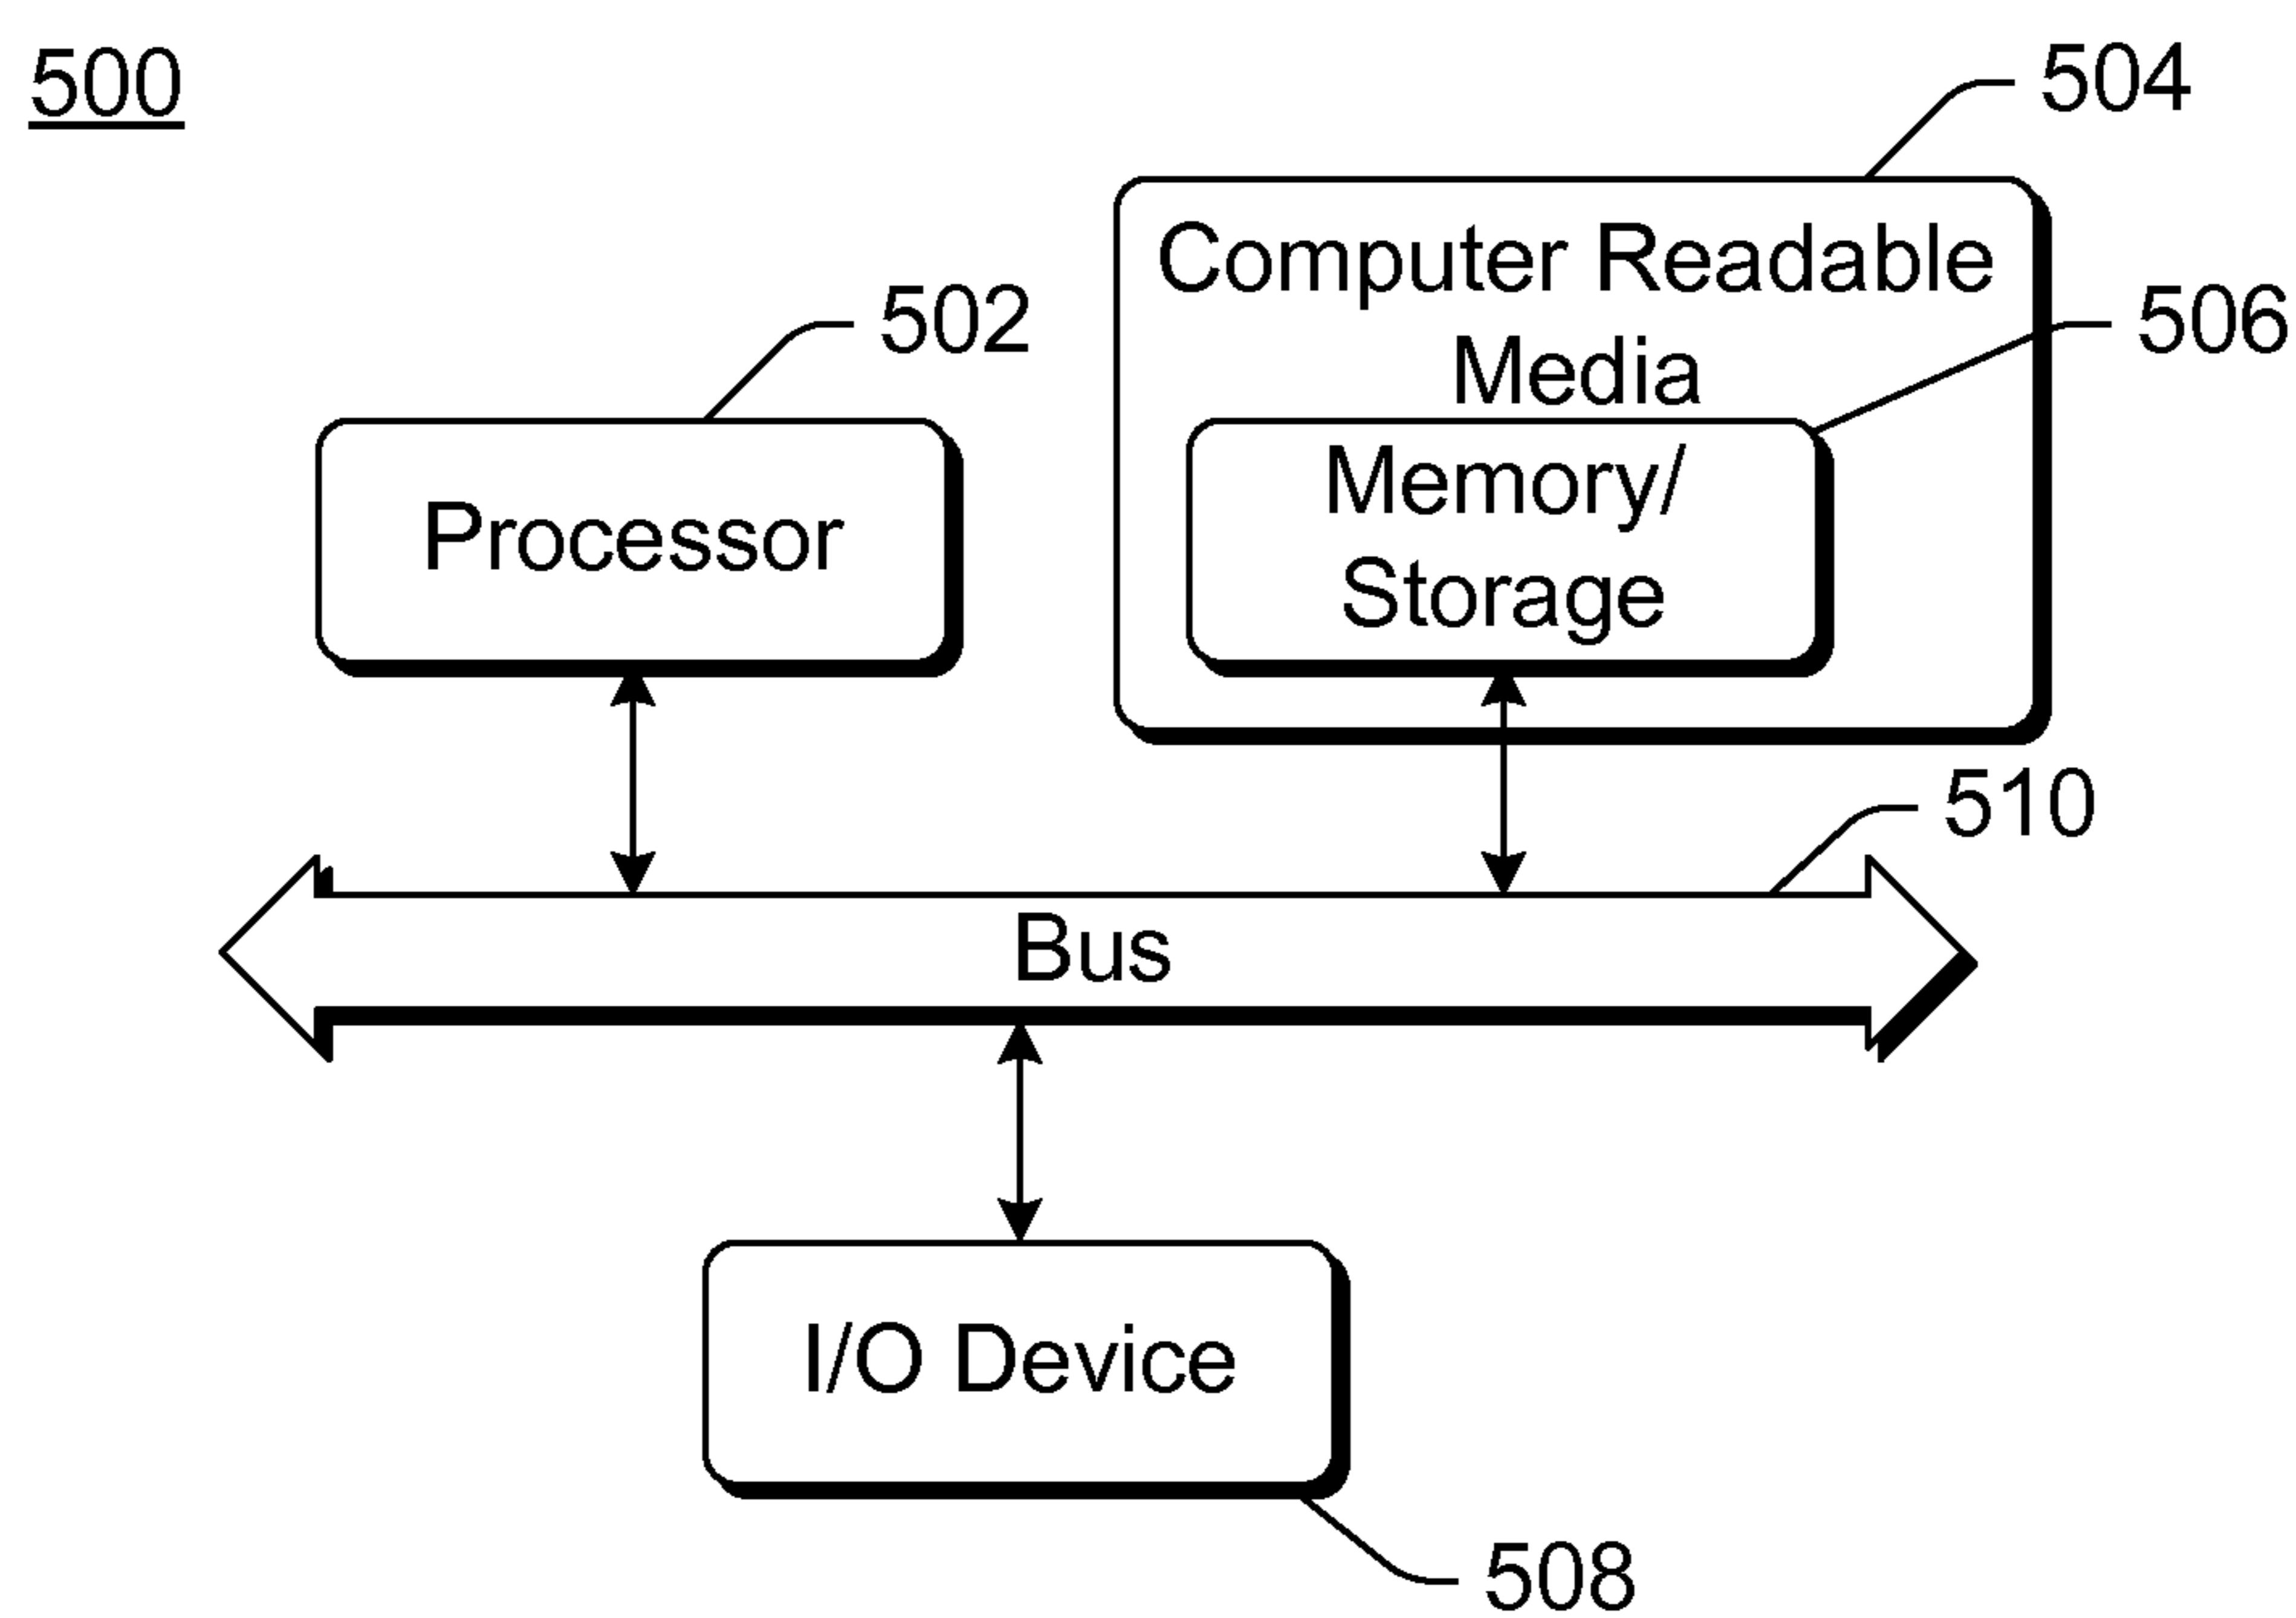 500
504
Computer Readable
Media
502
506
Processor
Memory/
Storage
510
Bus
I/O Device
508